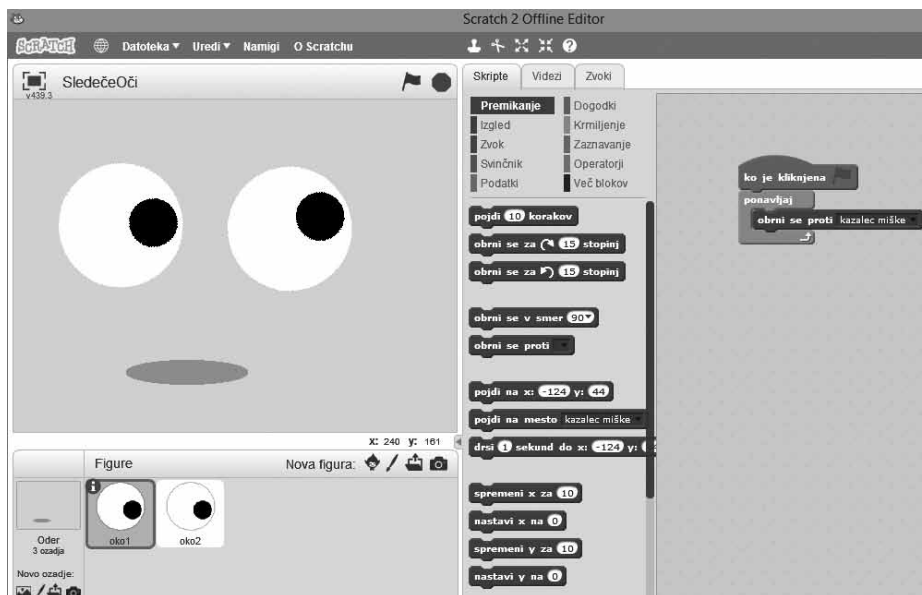 Scratch 2 Offline Editor
SCRATCH Datoteka Uredi Namigi O Scratchu
v439.3 SledečeOči
Skripte Videzi Zvoki
Premikanje Dogodki
Izgled Krmiljenje
Zvok Zaznavanje
Svinčnik Operatorji
Podatki Več blokov
pojdi 10 korakov
obrni se za 15 stopinj
obrni se za 15 stopinj
obrni se v smer 90
obrni se proti
pojdi na x: -124 y: 44
pojdi na mesto kazalec miške
drsi 1 sekund do x: -124 y:
spremeni x za 10
nastavi x na 0
spremeni y za 10
nastavi y na 0
ko je kliknjena
ponavljaj
obrni se proti kazalec miške
x: 240 y: 161
Figure Nova figura:
Oder
3 ozadja
oko1 oko2
Novo ozadje: